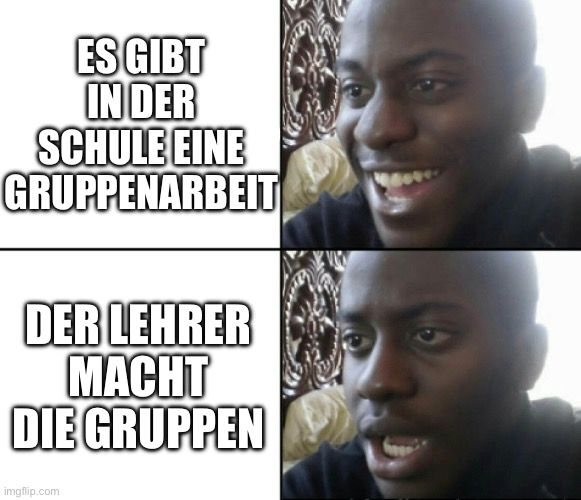 ES GIBT
IN DER
SCHULE EINE
GRUPPENARBEIT
DER LEHRER
MACHT
DIE GRUPPEN
imgflip.com